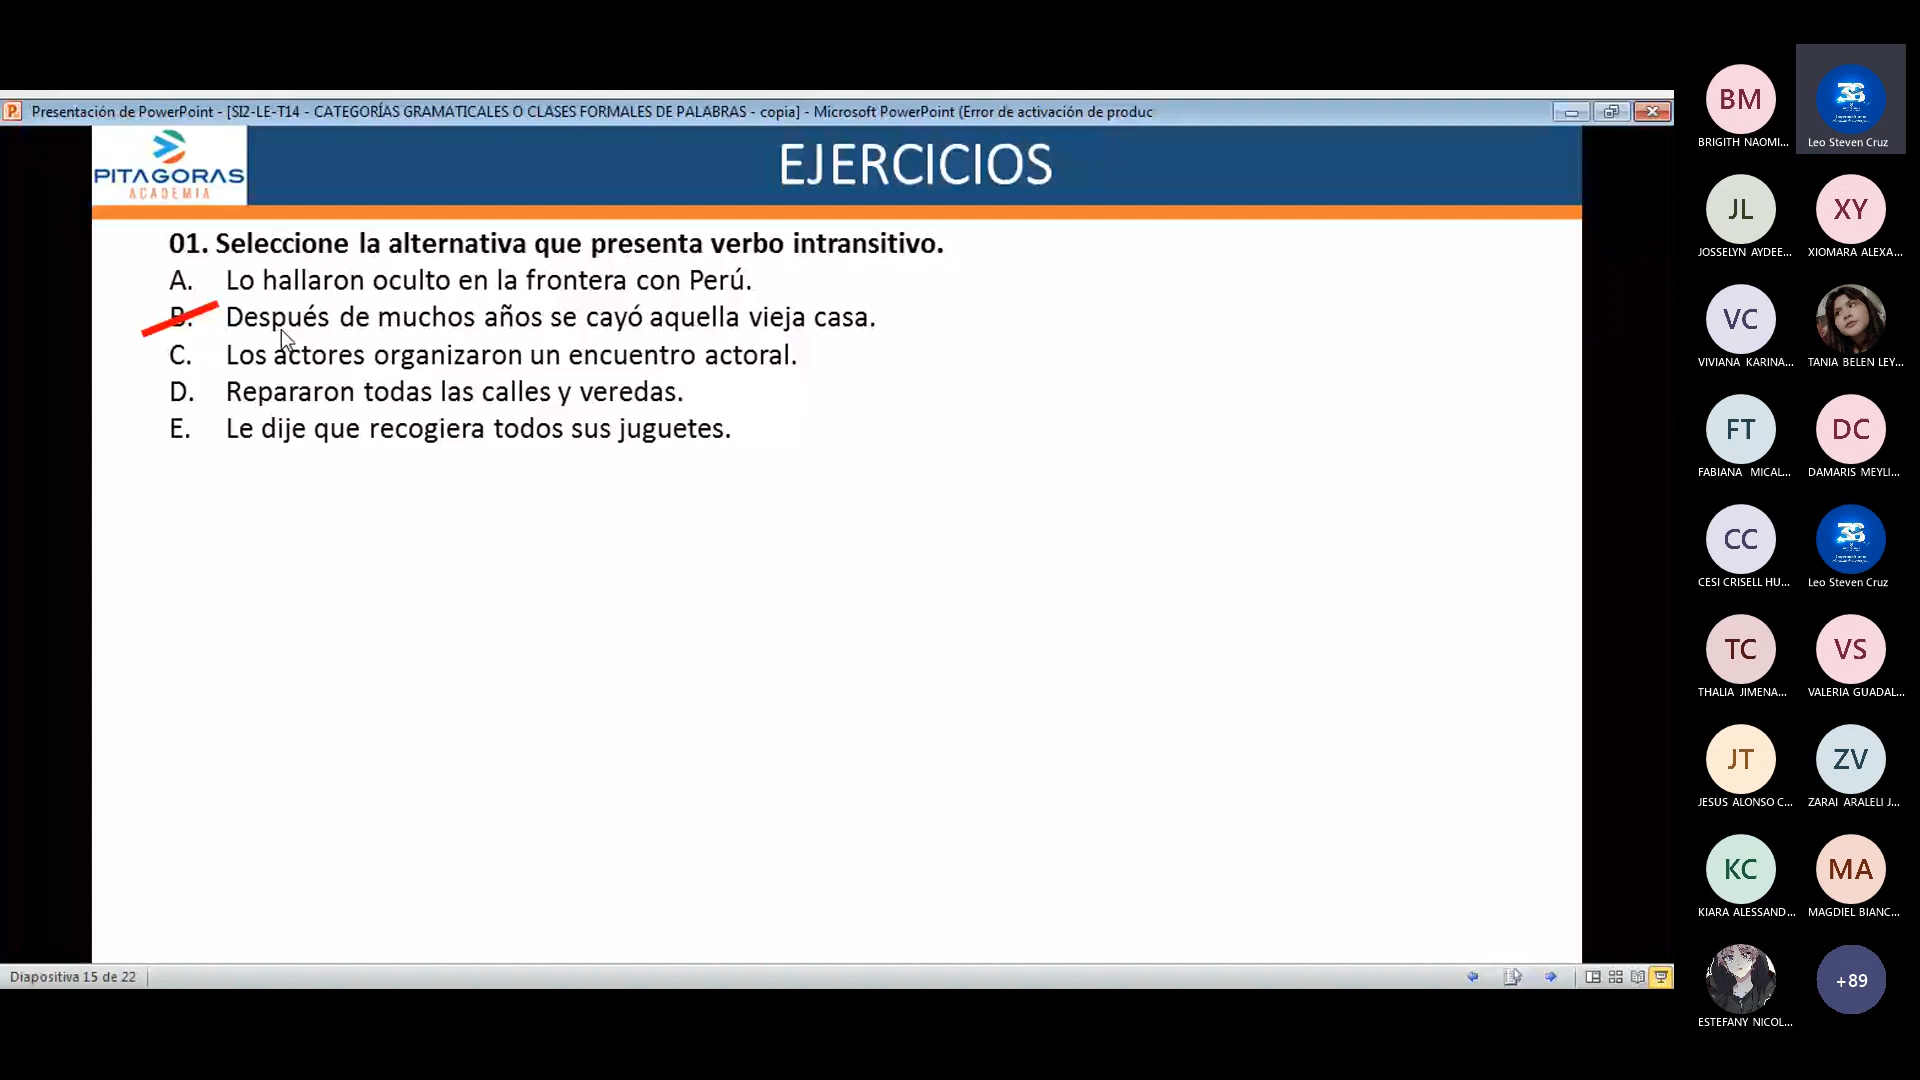 Presentación de PowerPoint - [SI2-LE-T14 - CATEGORÍAS GRAMATICALES O CLASES FORMALES DE PALABRAS - copia] - Microsoft PowerPoint (Error de activación de produc
PITAGORAS
ACADEMIA
EJERCICIOS
01. Seleccione la alternativa que presenta verbo intransitivo.
A. Lo hallaron oculto en la frontera con Perú.
B. Después de muchos años se cayó aquella vieja casa.
C. Los actores organizaron un encuentro actoral.
D. Repararon todas las calles y veredas.
E. Le dije que recogiera todos sus juguetes.
Diapositiva 15 de 22
BM
BRIGITH NAOMI...
Leo Steven Cruz
JL
JOSSELYN AYDEE...
XY
XIOMARA ALEXA...
VC
VIVIANA KARINA...
TANIA BELEN LEY...
FT
FABIANA MICAL...
DC
DAMARIS MEYLI...
CC
CESI CRISELL HU...
Leo Steven Cruz
TC
THALIA JIMENA...
VS
VALERIA GUADAL...
JT
JESUS ALONSO C...
ZV
ZARAI ARALELI J...
KC
KIARA ALESSAND...
MA
MAGDIEL BIANC...
ESTEFANY NICOL...
+89